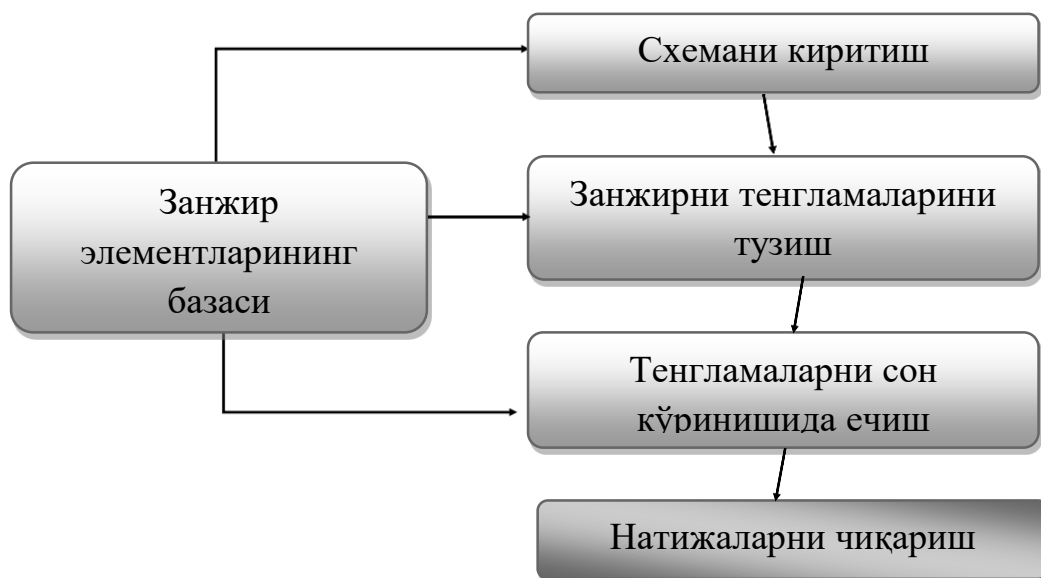 Схемани киритиш
Занжир
элементларининг
базаси
Занжирни тенгламаларини
тузиш
Тенгламаларни сон
кўринишида ечиш
Натижаларни чиқариш